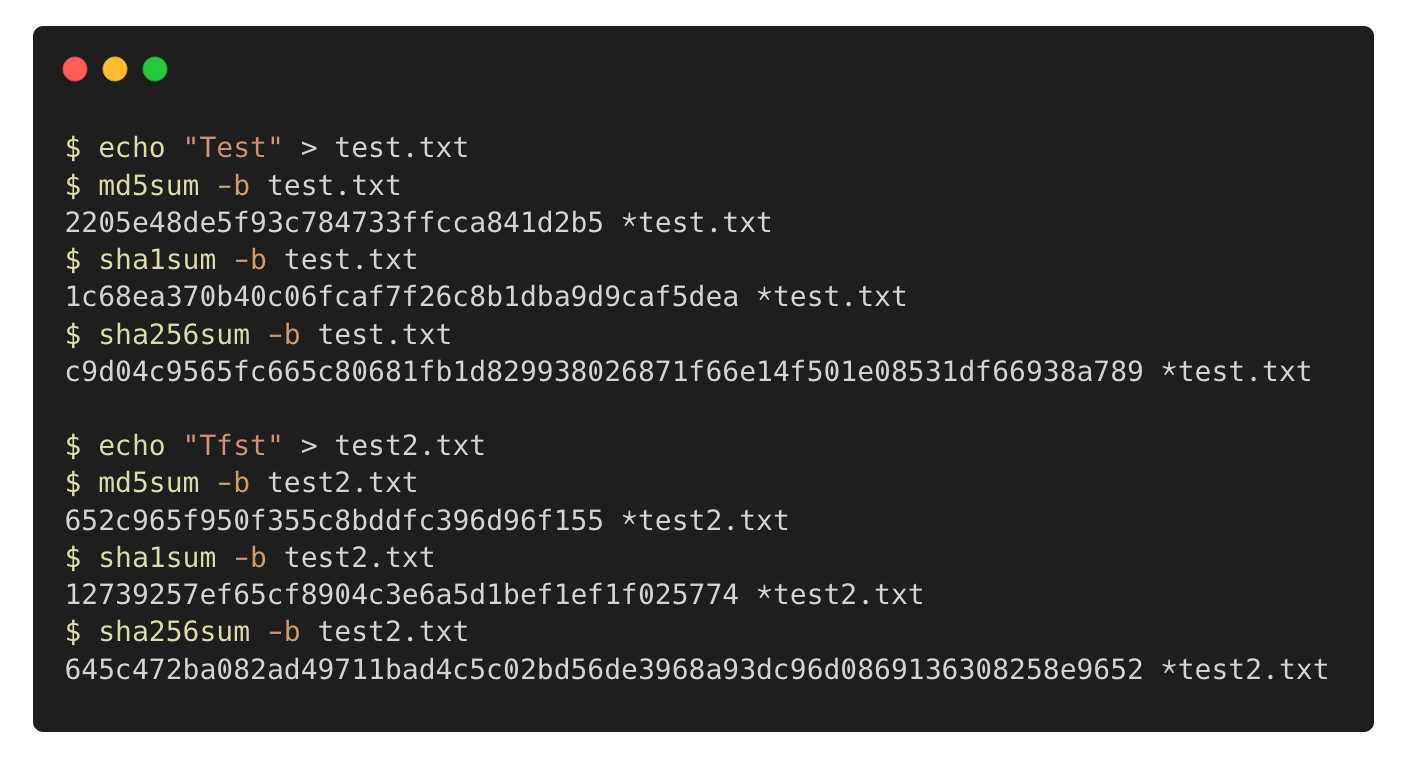 $ echo "Test" > test.txt
$ md5sum -b test.txt
2205e48de5f93c784733ffcca841d2b5 *test.txt
$ sha1sum -b test.txt
1c68ea370b40c06fcaf7f26c8b1dba9d9caf5dea *test.txt
$ sha256sum -b test.txt
c9d04c9565fc665c80681fb1d829938026871f66e14f501e08531df66938a789 *test.txt
$ echo "Tfst" > test2.txt
$ md5sum -b test2.txt
652c965f950f355c8bddfc396d96f155 *test2.txt
$ sha1sum -b test2.txt
12739257ef65cf8904c3e6a5d1bef1ef1f025774 *test2.txt
$ sha256sum -b test2.txt
645c472ba082ad49711bad4c5c02bd56de3968a93dc96d0869136308258e9652 *test2.txt